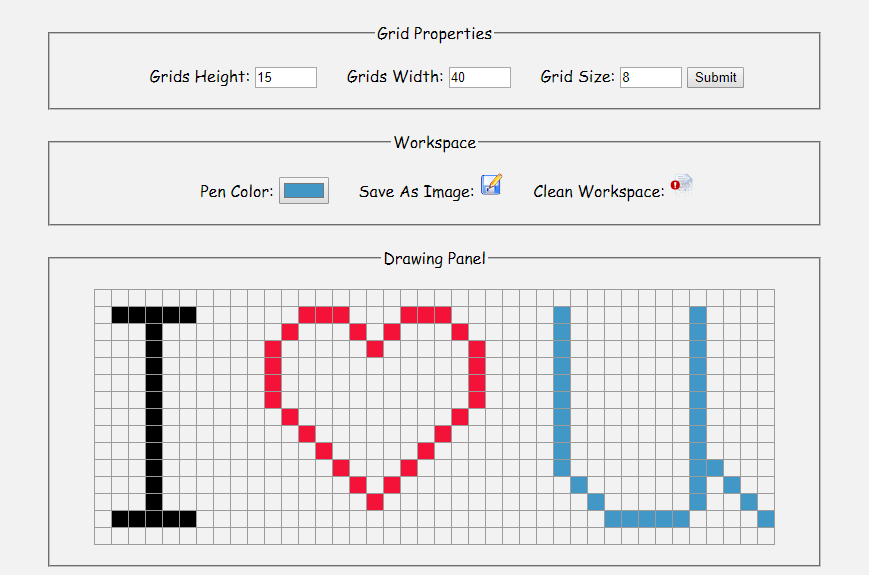 Grid Properties
Grids Height: 15 Grids Width: 40 Grid Size: 8 Submit
Workspace
Pen Color: Save As Image: Clean Workspace:
Drawing Panel
I U